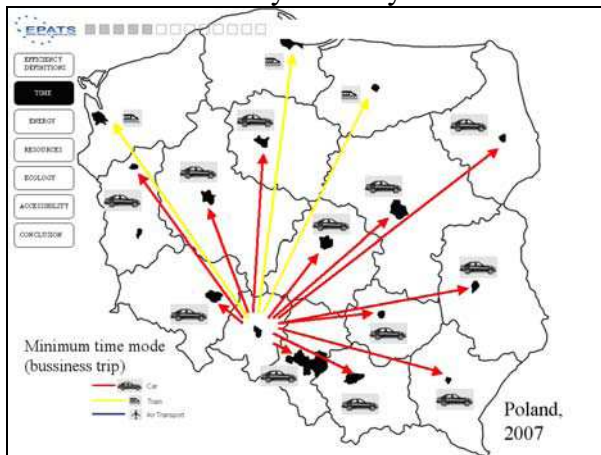 EPATS
EFFICIENCY
DEFINITIONS
TIME
ENERGY
RESOURCES
ECOLOGY
ACCESSIBILITY
CONCLUSION
Minimum time mode
(bussiness trip)
Car
Train
Air Transport
Poland,
2007